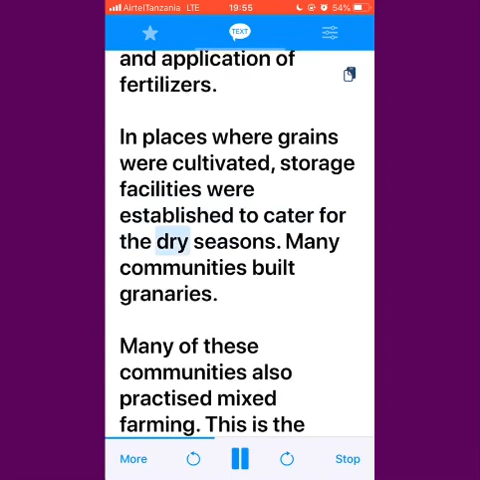 AirtelTanzania LTE 19:55 54%
TEXT
and application of
fertilizers.
In places where grains
were cultivated, storage
facilities were
established to cater for
the dry seasons. Many
communities built
granaries.
Many of these
communities also
practised mixed
farming. This is the
More Stop